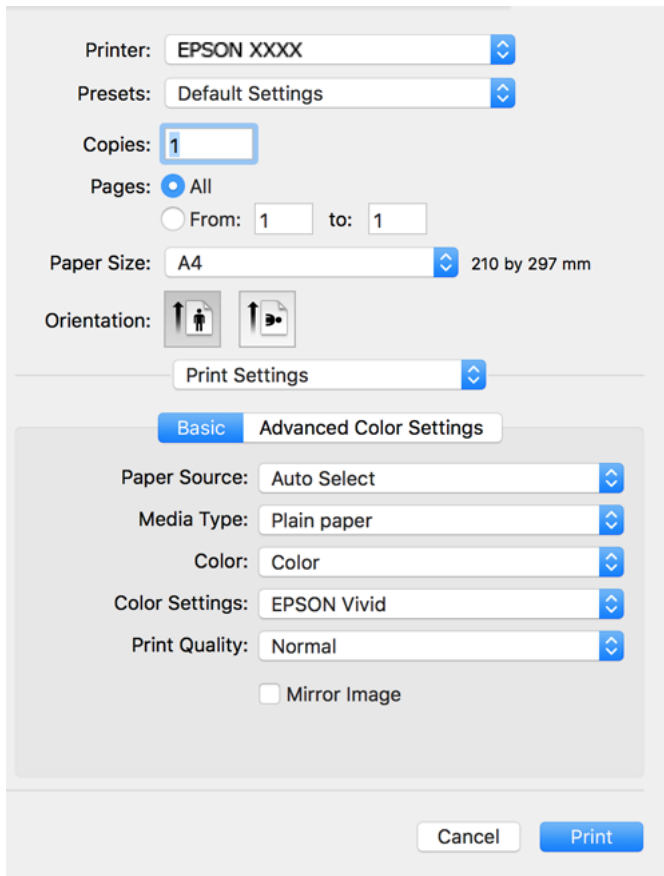 Printer: EPSON XXXX
Presets: Default Settings
Copies: 1
Pages: All
From: 1 to: 1
Paper Size: A4 210 by 297 mm
Orientation:
Print Settings
Basic Advanced Color Settings
Paper Source: Auto Select
Media Type: Plain paper
Color: Color
Color Settings: EPSON Vivid
Print Quality: Normal
Mirror Image
Cancel Print